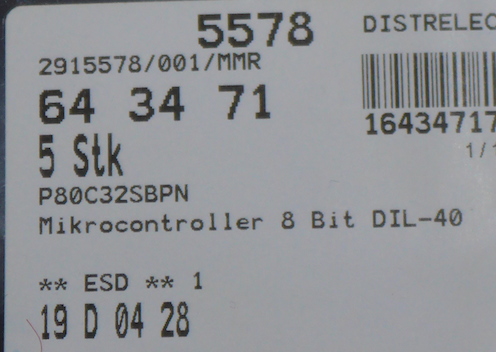 5578 DISTRELEC
2915578/001/MMR
64 34 71
16434717
5 Stk
1/1
P80C32SBPN
Mikrocontroller 8 Bit DIL-40
** ESD ** 1
19 D 04 28